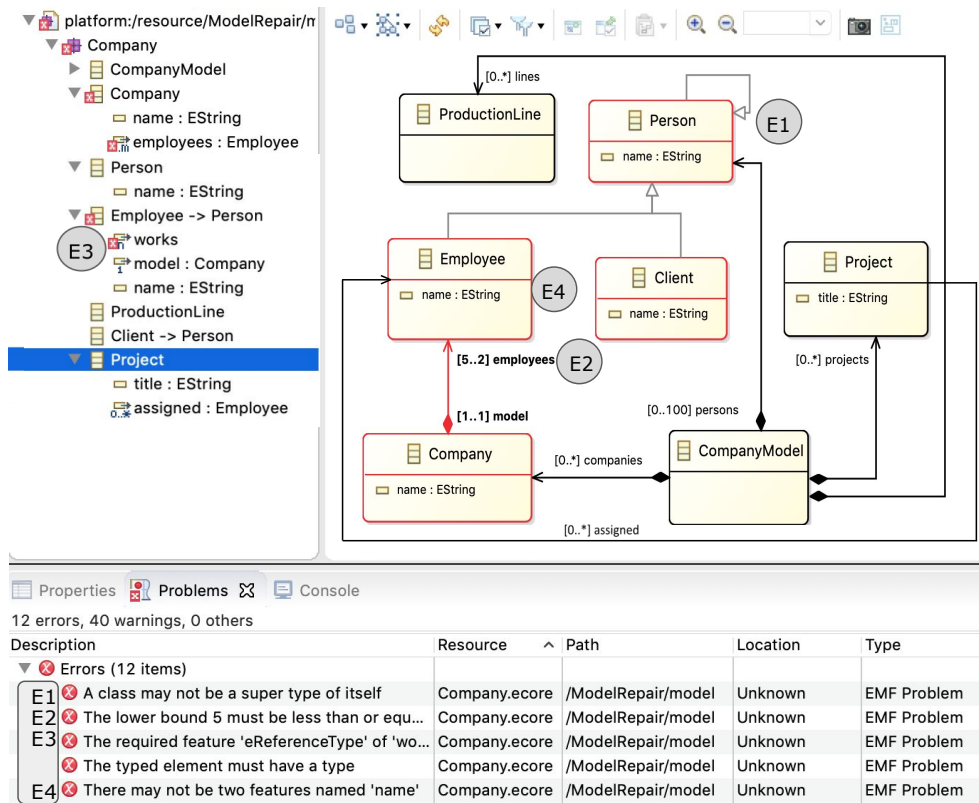 platform:/resource/ModelRepair/m
Company
CompanyModel
Company
name : EString
employees : Employee
Person
name : EString
Employee -> Person
E3
works
model : Company
name : EString
ProductionLine
Client -> Person
Project
title : EString
assigned : Employee
[0..*] lines
ProductionLine
Person
name : EString
E1
Employee
name : EString
E4
Client
name : EString
Project
title : EString
[5..2] employees
E2
[0..*] projects
[1..1] model
[0..100] persons
Company
name : EString
[0..*] companies
CompanyModel
[0..*] assigned
Properties Problems Console
12 errors, 40 warnings, 0 others
Description Resource Path Location Type
Errors (12 items)
E1 A class may not be a super type of itself Company.ecore /ModelRepair/model Unknown EMF Problem
E2 The lower bound 5 must be less than or equ... Company.ecore /ModelRepair/model Unknown EMF Problem
E3 The required feature 'eReferenceType' of 'wo... Company.ecore /ModelRepair/model Unknown EMF Problem
The typed element must have a type Company.ecore /ModelRepair/model Unknown EMF Problem
E4 There may not be two features named 'name' Company.ecore /ModelRepair/model Unknown EMF Problem